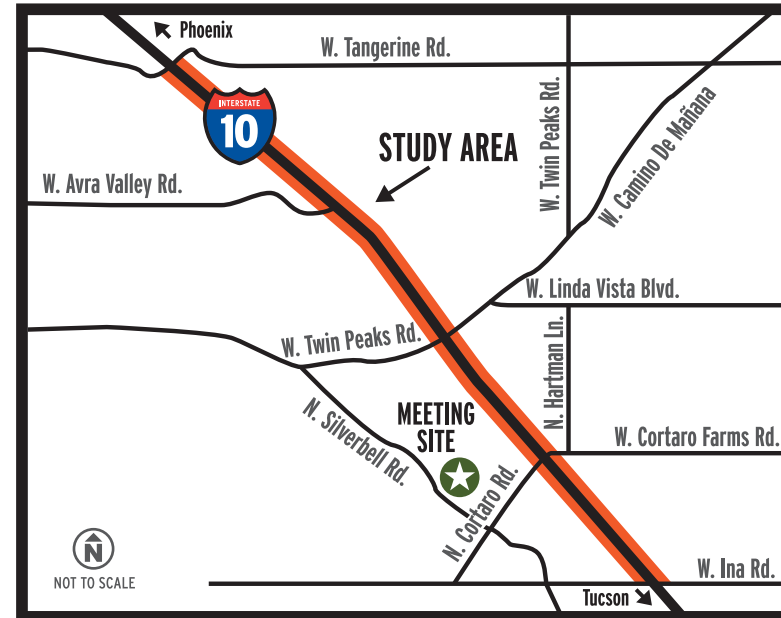 Phoenix
W. Tangerine Rd.
INTERSTATE
10
STUDY AREA
W. Twin Peaks Rd.
W. Camino De Mañana
W. Avra Valley Rd.
W. Linda Vista Blvd.
W. Twin Peaks Rd.
N. Hartman Ln.
N. Silverbell Rd.
MEETING
SITE
W. Cortaro Farms Rd.
N. Cortaro Rd.
N
NOT TO SCALE
W. Ina Rd.
Tucson